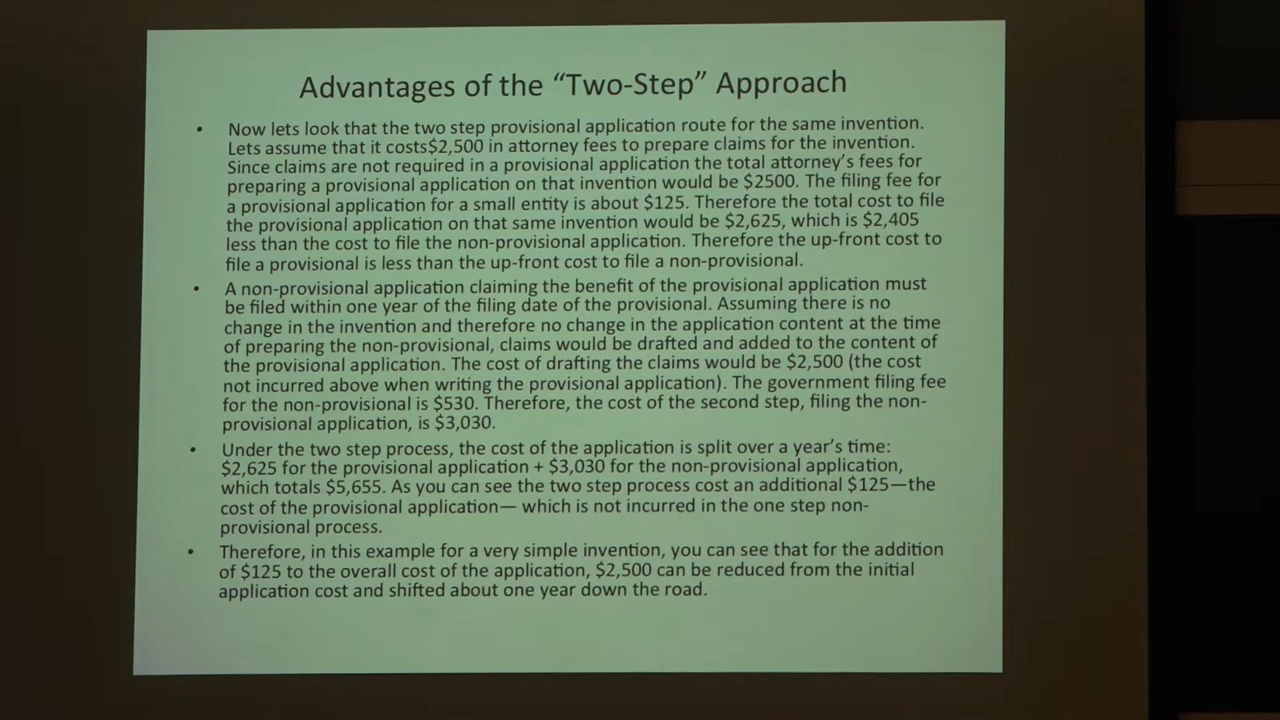 Advantages of the “Two-Step” Approach
• Now lets look that the two step provisional application route for the same invention.
Lets assume that it costs$2,500 in attorney fees to prepare claims for the invention.
Since claims are not required in a provisional application the total attorney’s fees for
preparing a provisional application on that invention would be $2500. The filing fee for
a provisional application for a small entity is about $125. Therefore the total cost to file
the provisional application on that same invention would be $2,625, which is $2,405
less than the cost to file the non-provisional application. Therefore the up-front cost to
file a provisional is less than the up-front cost to file a non-provisional.
• A non-provisional application claiming the benefit of the provisional application must
be filed within one year of the filing date of the provisional. Assuming there is no
change in the invention and therefore no change in the application content at the time
of preparing the non-provisional, claims would be drafted and added to the content of
the provisional application. The cost of drafting the claims would be $2,500 (the cost
not incurred above when writing the provisional application). The government filing fee
for the non-provisional is $530. Therefore, the cost of the second step, filing the non-
provisional application, is $3,030.
• Under the two step process, the cost of the application is split over a year’s time:
$2,625 for the provisional application + $3,030 for the non-provisional application,
which totals $5,655. As you can see the two step process cost an additional $125—the
cost of the provisional application— which is not incurred in the one step non-
provisional process.
• Therefore, in this example for a very simple invention, you can see that for the addition
of $125 to the overall cost of the application, $2,500 can be reduced from the initial
application cost and shifted about one year down the road.